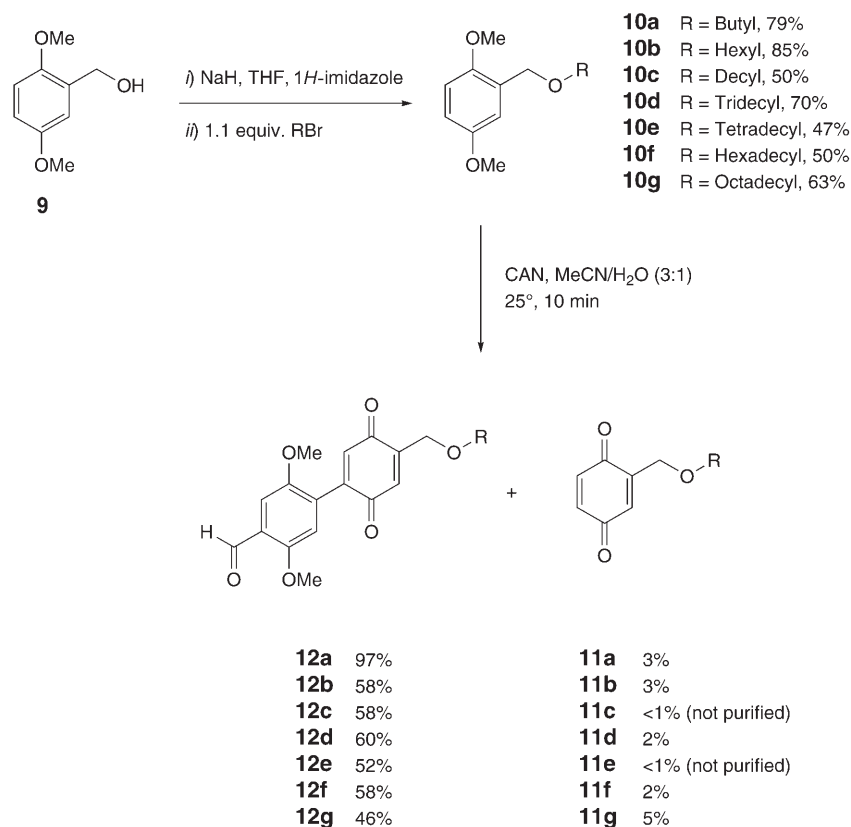 OMe
OH
OMe
9
i) NaH, THF, 1H-imidazole
ii) 1.1 equiv. RBr
OMe
O
R
OMe
10a R = Butyl, 79%
10b R = Hexyl, 85%
10c R = Decyl, 50%
10d R = Tridecyl, 70%
10e R = Tetradecyl, 47%
10f R = Hexadecyl, 50%
10g R = Octadecyl, 63%
CAN, MeCN/H2O (3:1)
25°, 10 min
O
R
O
OMe
O
H
O
OMe
+
O
R
O
O
12a 97%
12b 58%
12c 58%
12d 60%
12e 52%
12f 58%
12g 46%
11a 3%
11b 3%
11c <1% (not purified)
11d 2%
11e <1% (not purified)
11f 2%
11g 5%